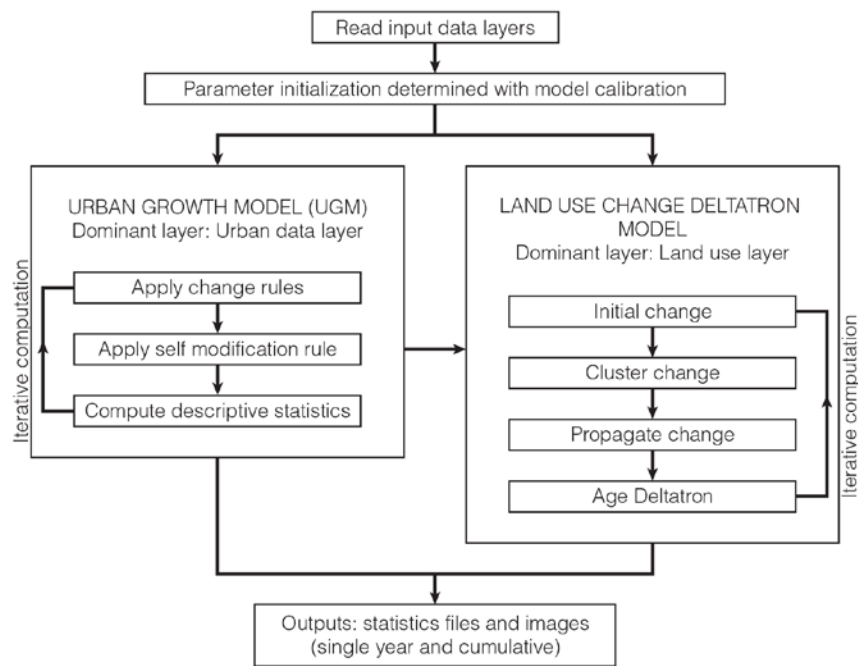 Read input data layers
Parameter initialization determined with model calibration
URBAN GROWTH MODEL (UGM)
Dominant layer: Urban data layer
Apply change rules
Apply self modification rule
Compute descriptive statistics
Iterative computation
LAND USE CHANGE DELTATRON
MODEL
Dominant layer: Land use layer
Initial change
Cluster change
Propagate change
Age Deltatron
Iterative computation
Outputs: statistics files and images
(single year and cumulative)